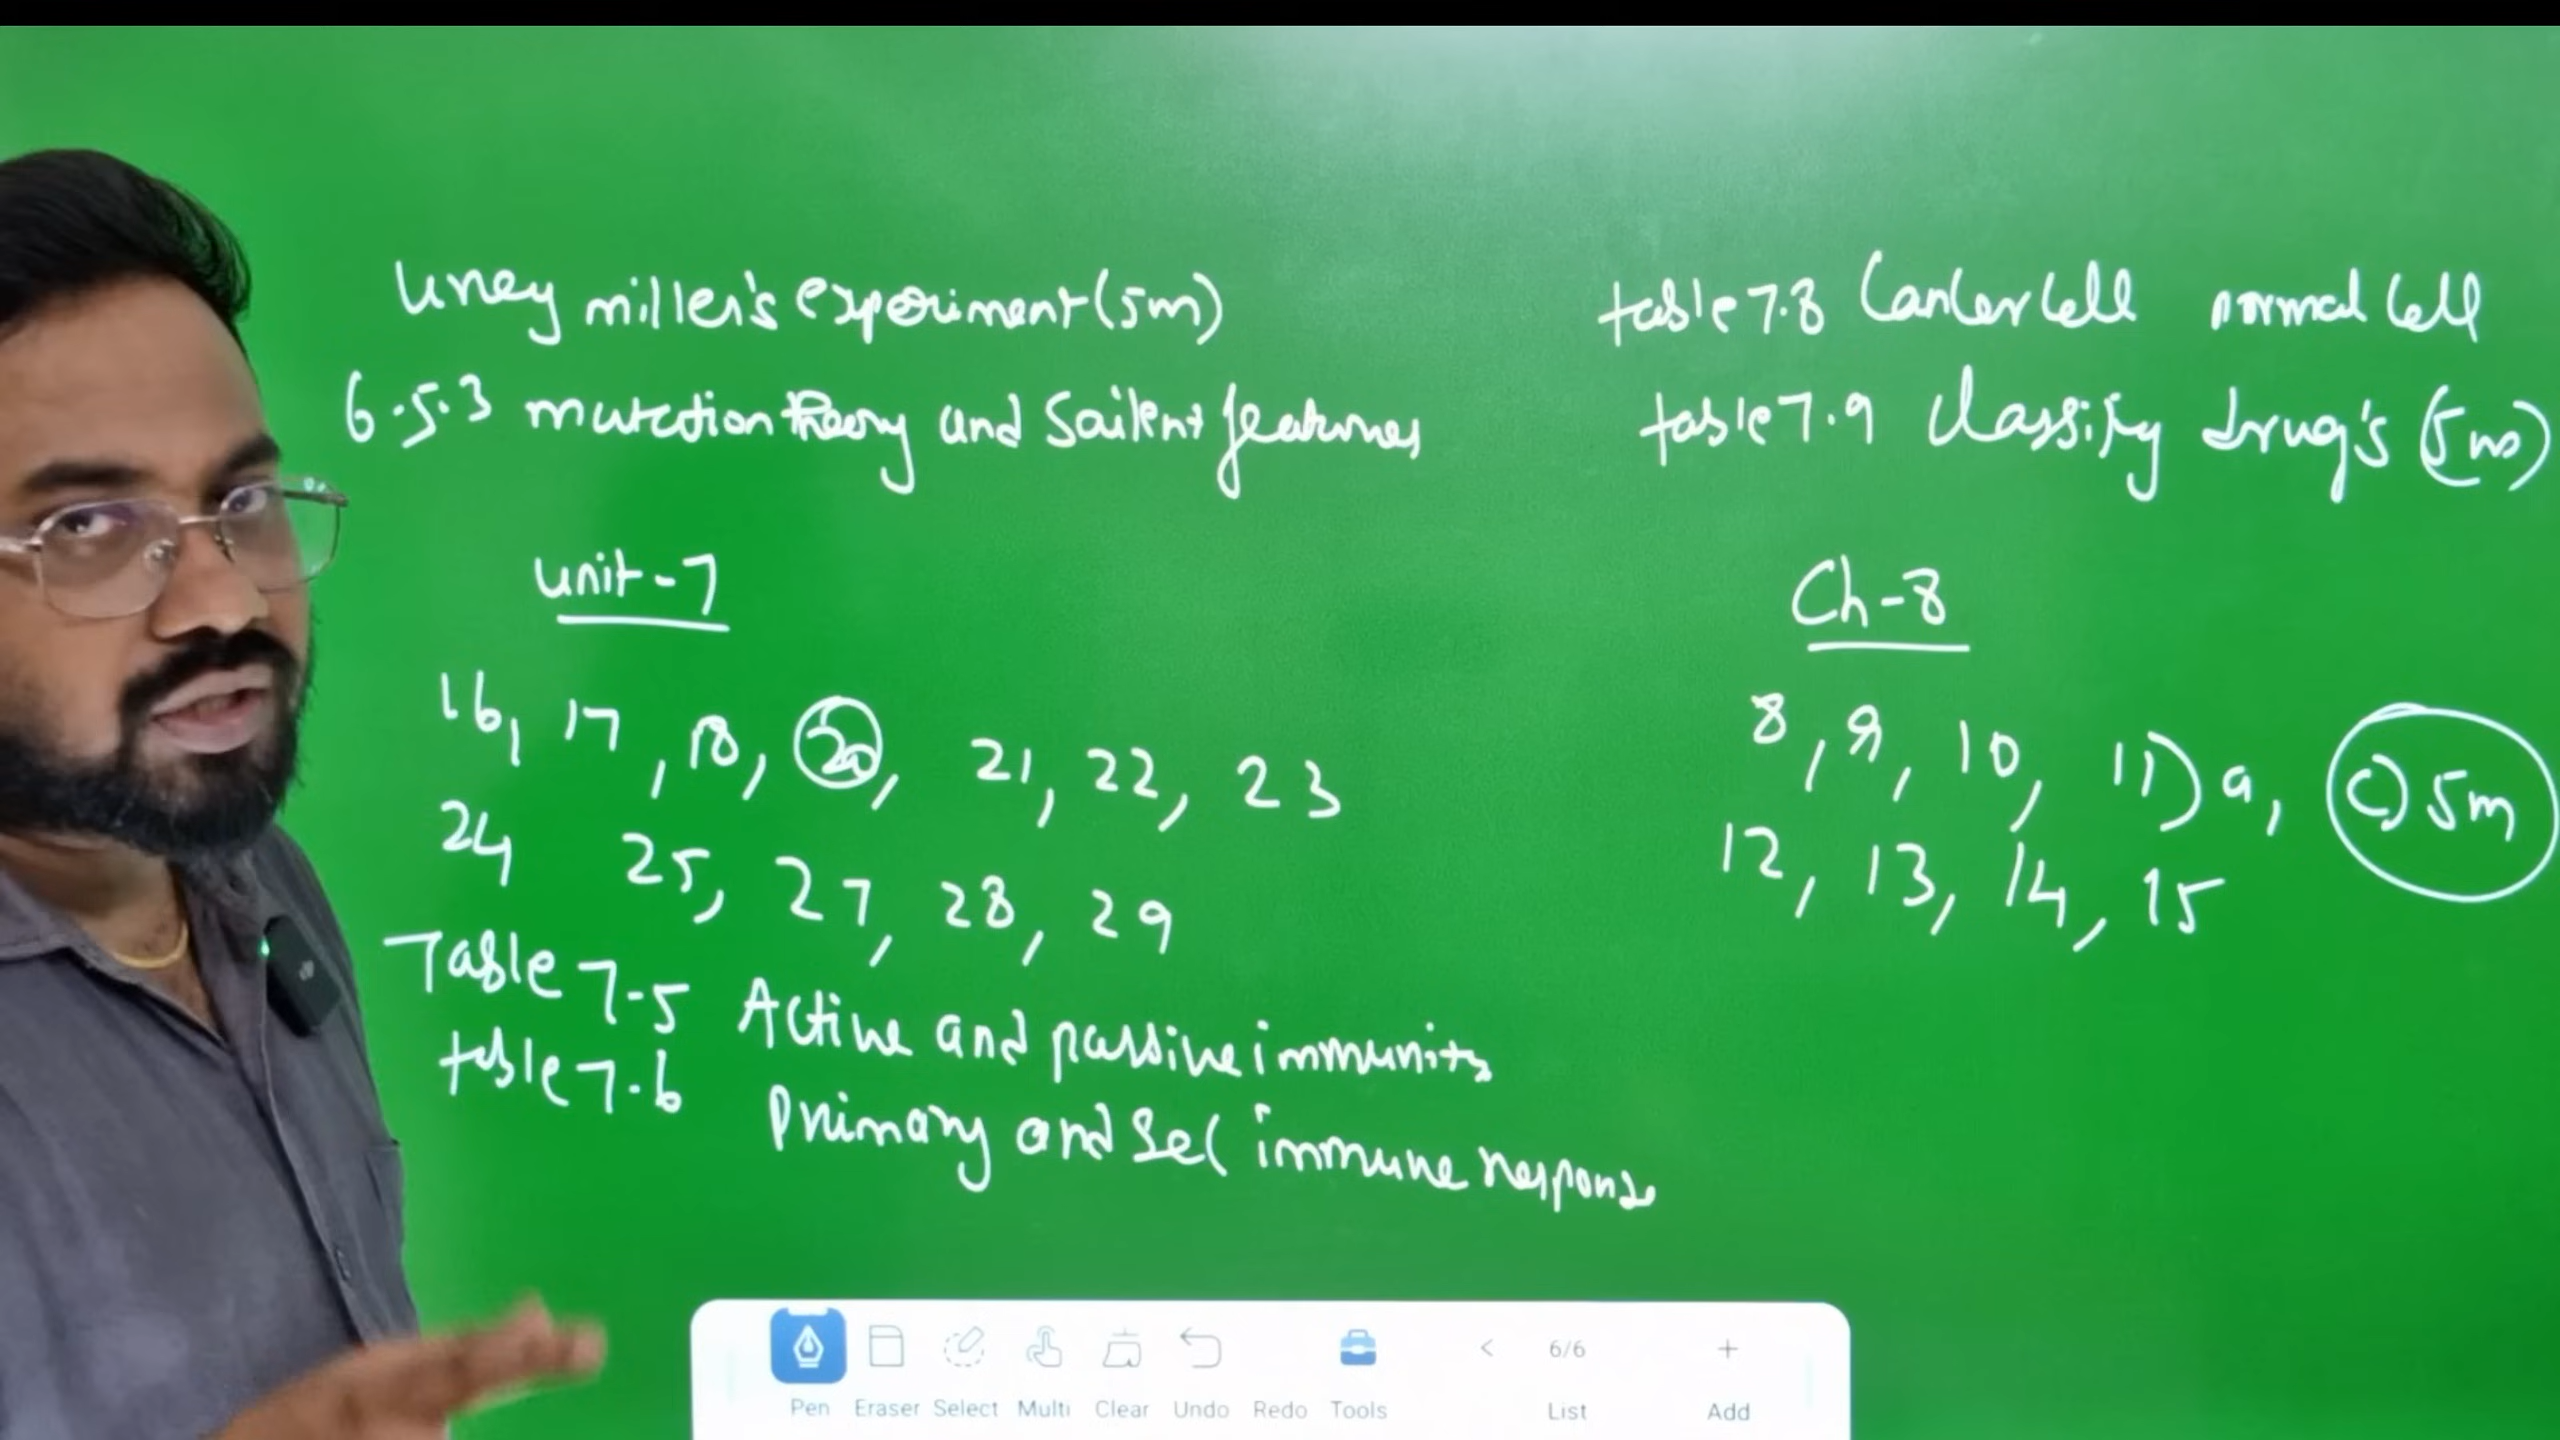 Urey miller's experiment (5m)
6.5.3 mutation theory and Sailent features
unit-7
16, 17, 18, 20, 21, 22, 23
24 25, 27, 28, 29
Table 7.5 Active and passive immunity
table 7.6 Primary and Sec immune response
table 7.8 Cancer Cell normal Cell
table 7.9 Classify drug's (5m)
Ch-8
8, 9, 10, 11) a, c) 5m
12, 13, 14, 15
Pen Eraser Select Multi Clear Undo Redo Tools
< 6/6 +
List Add